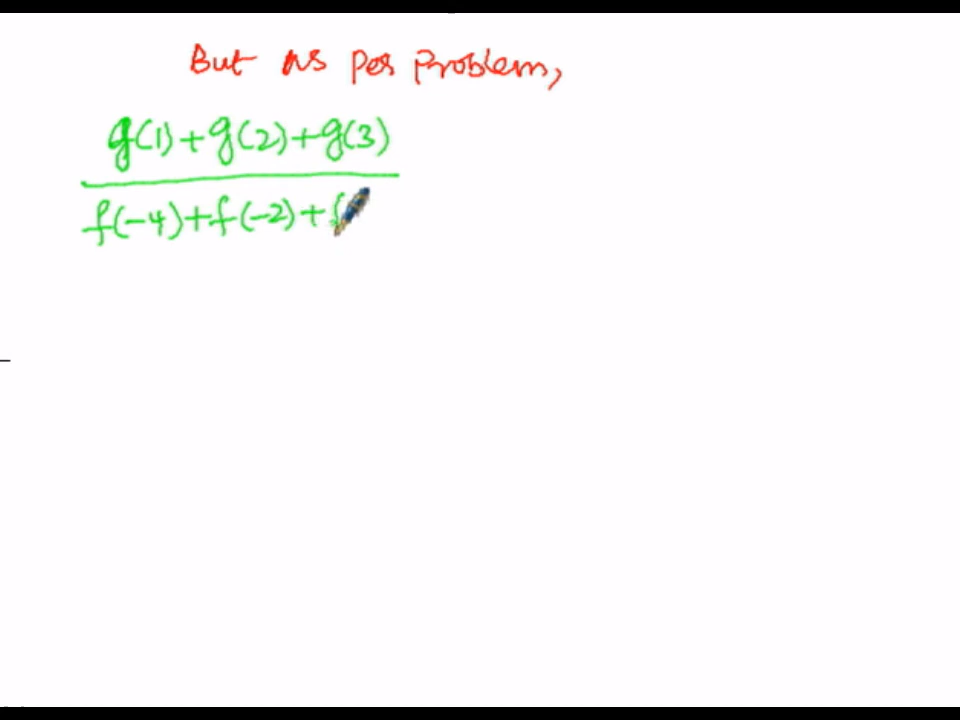 But as per problem,
g(1)+g(2)+g(3)
f(-4)+f(-2)+f